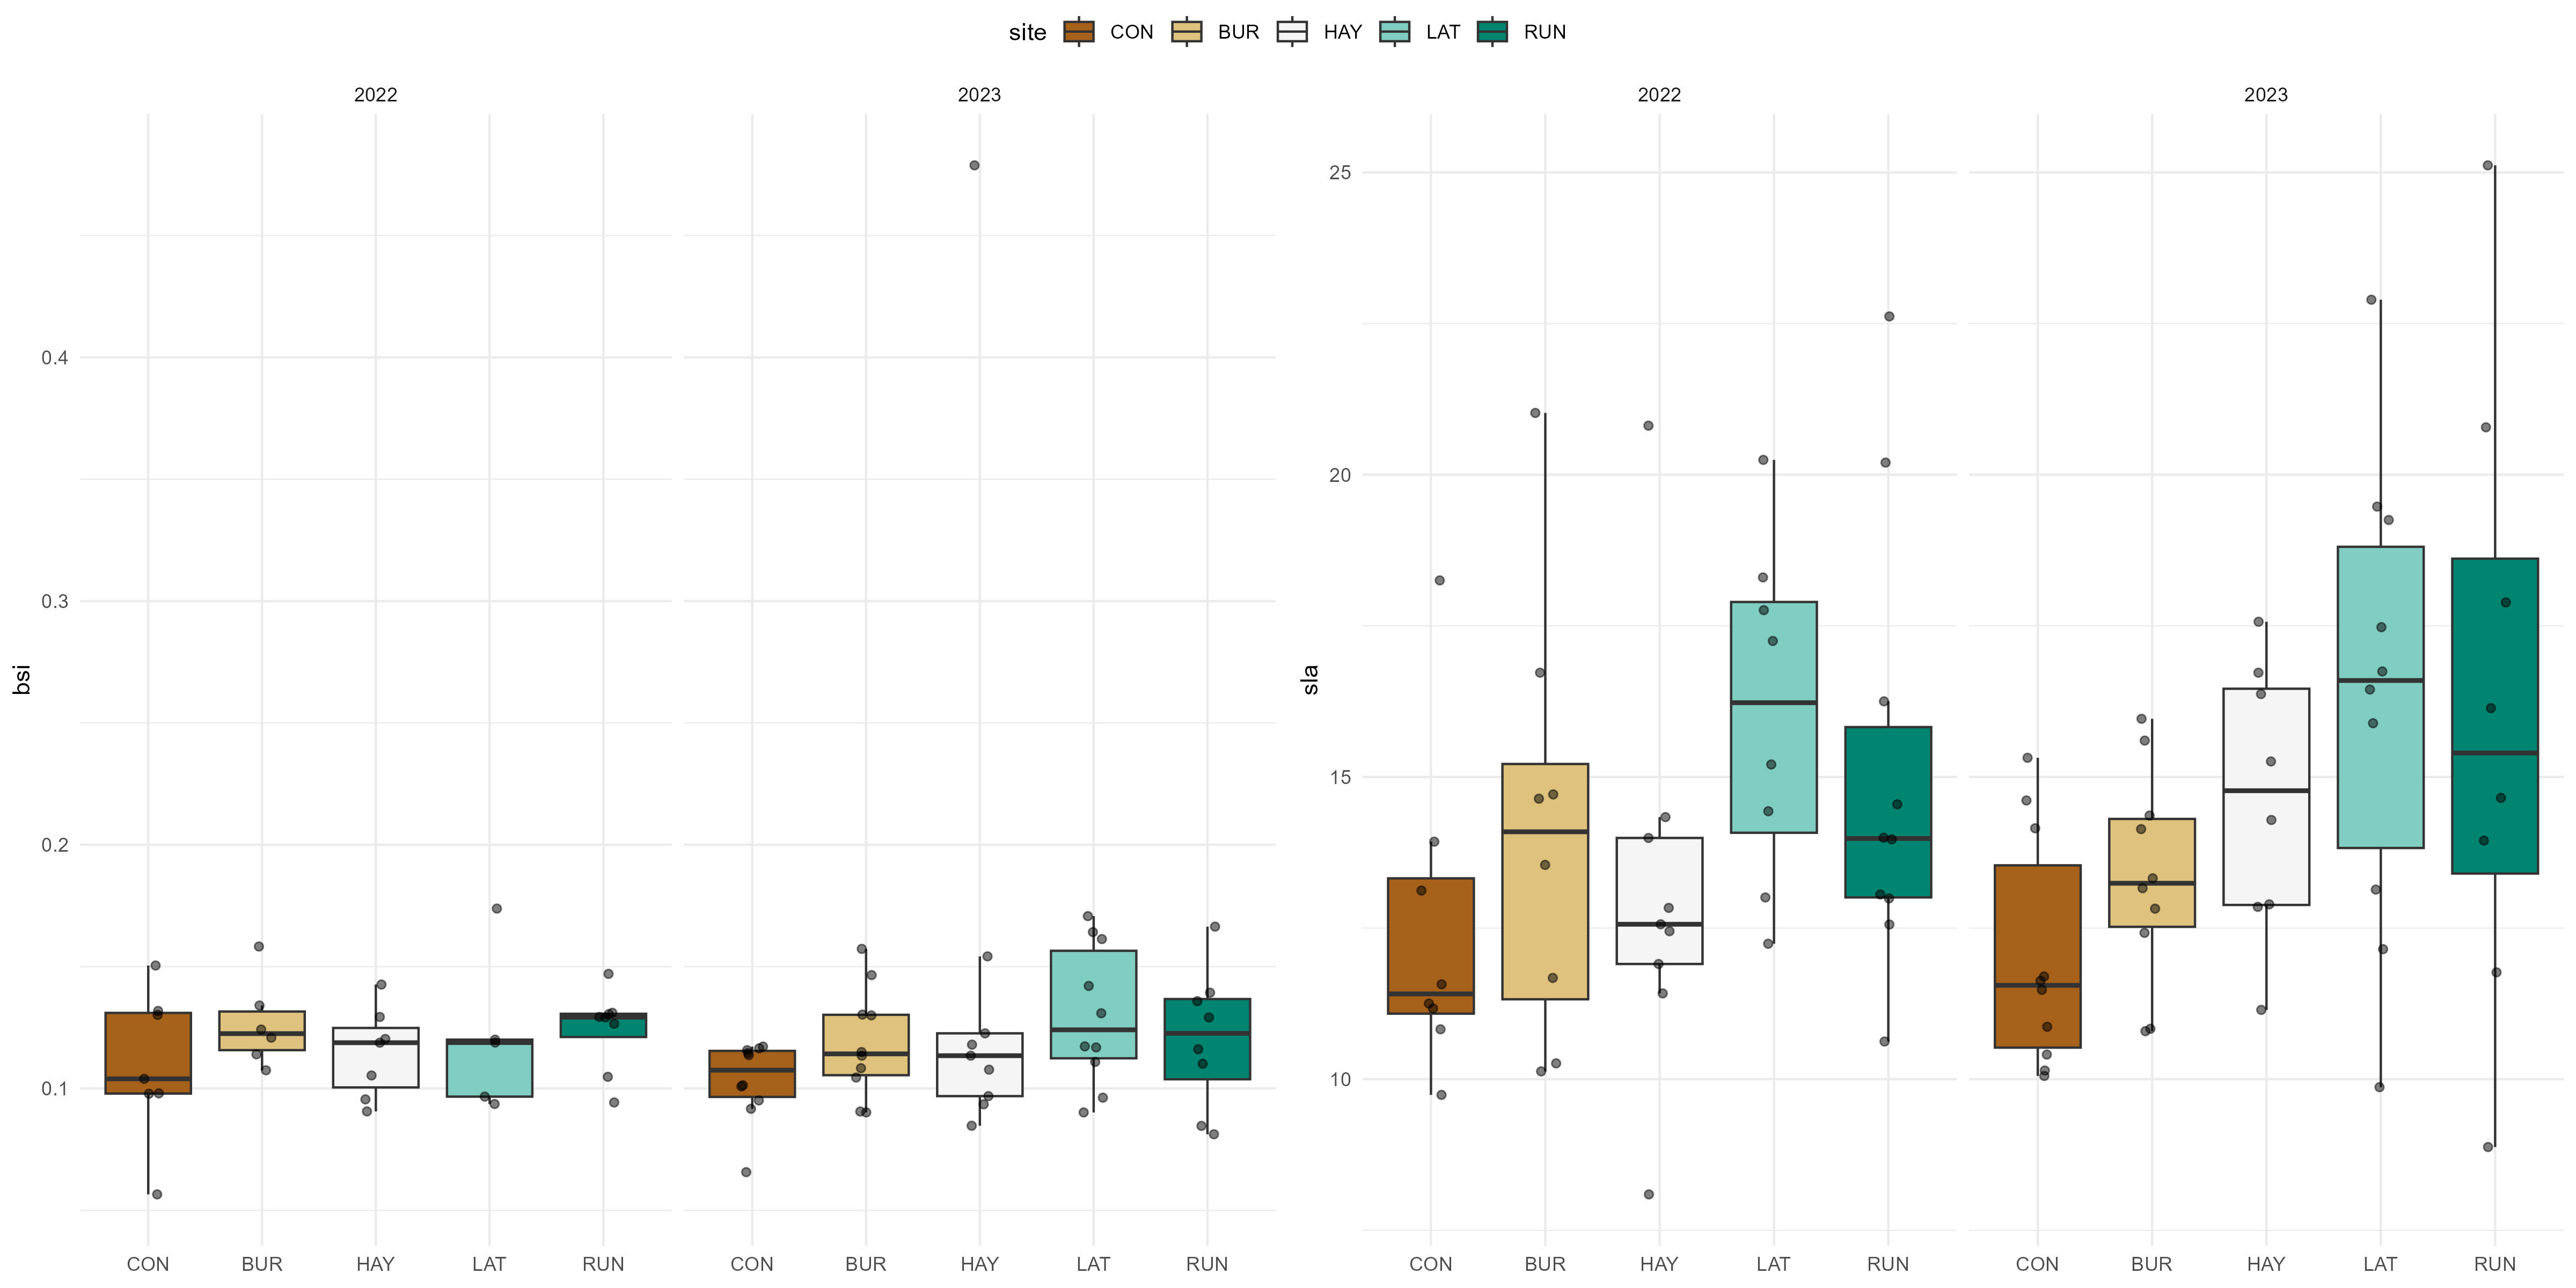 site CON BUR HAY LAT RUN
2022 2023 2022 2023
bsi
0.4
0.3
0.2
0.1
sla
25
20
15
10
CON BUR HAY LAT RUN CON BUR HAY LAT RUN CON BUR HAY LAT RUN CON BUR HAY LAT RUN